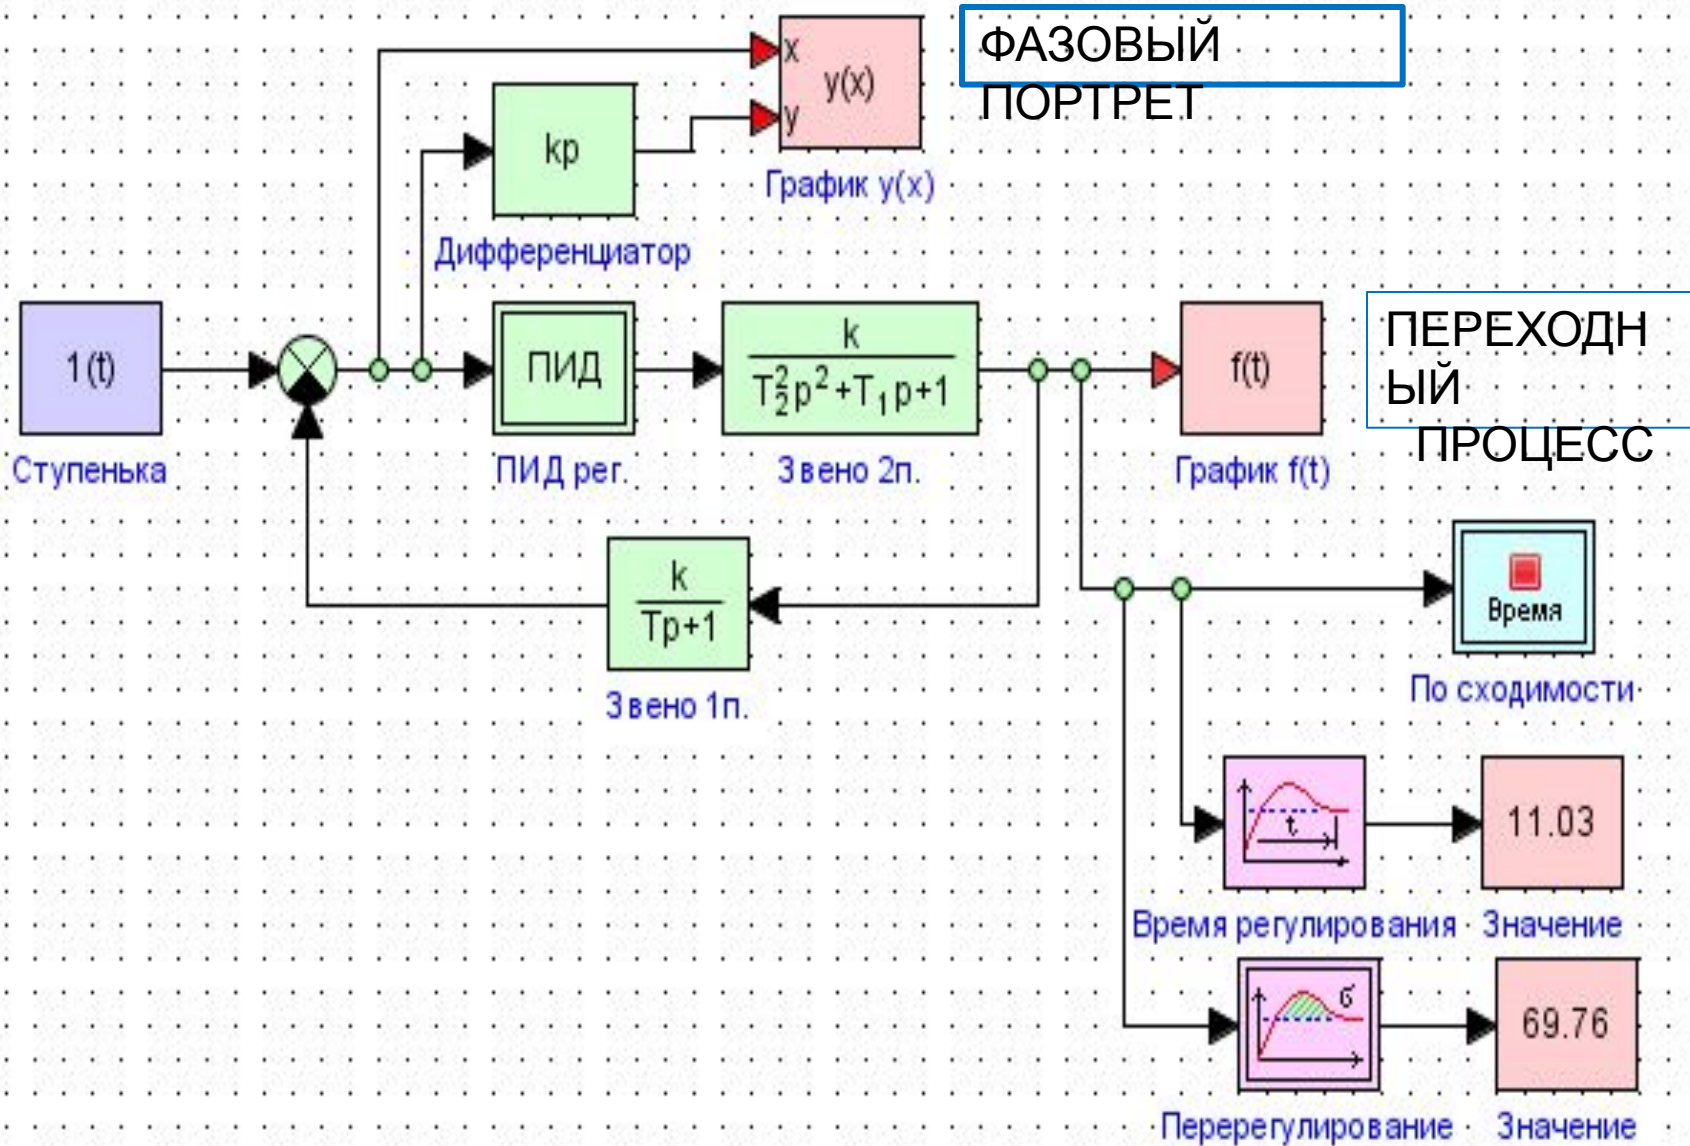 ФАЗОВЫЙ
ПОРТРЕТ
x
y
y(x)
График y(x)
kp
Дифференциатор
1(t)
Ступенька
ПИД
ПИД рег.
k
T₂²p²+T₁p+1
Звено 2п.
f(t)
График f(t)
ПЕРЕХОДН
ЫЙ
ПРОЦЕСС
k
Tp+1
Звено 1п.
Время
По сходимости
t
Время регулирования
11.03
Значение
б
Перерегулирование
69.76
Значение